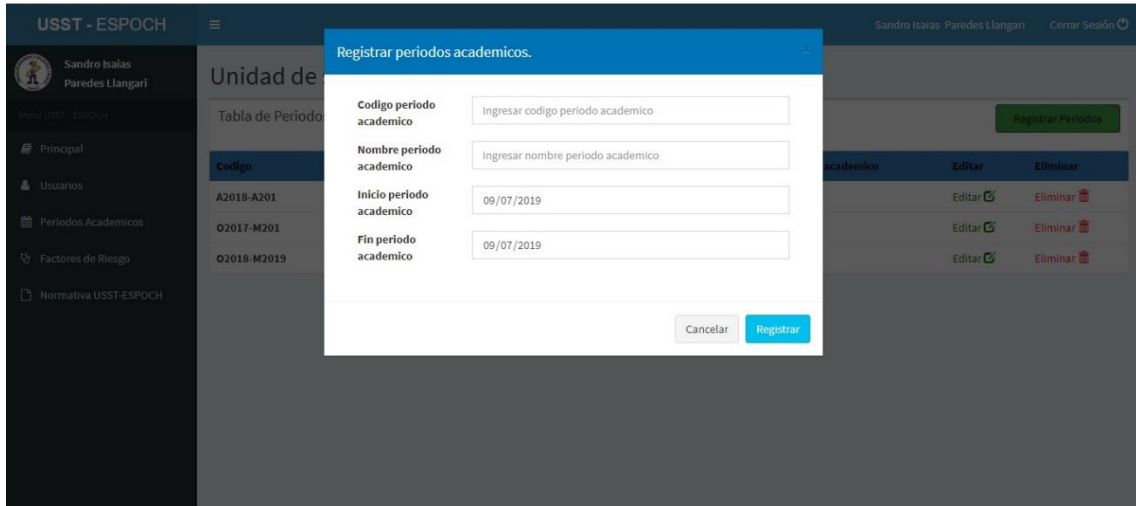 USST - ESPOCH
Sandro Isaias Paredes Llangari
Cerrar Sesión
Sandro Isaias
Paredes Llangari
Menú USST - ESPOCH
Principal
Usuarios
Periodos Academicos
Factores de Riesgo
Normativa USST-ESPOCH
Unidad de
Tabla de Periodo
Registrar Periodos
Codigo academico Editar Eliminar
A2018-A201 Editar Eliminar
O2017-M201 Editar Eliminar
O2018-M2019 Editar Eliminar
Registrar periodos academicos.
×
Codigo periodo
academico
Ingresar codigo periodo academico
Nombre periodo
academico
Ingresar nombre periodo academico
Inicio periodo
academico
09/07/2019
Fin periodo
academico
09/07/2019
Cancelar
Registrar